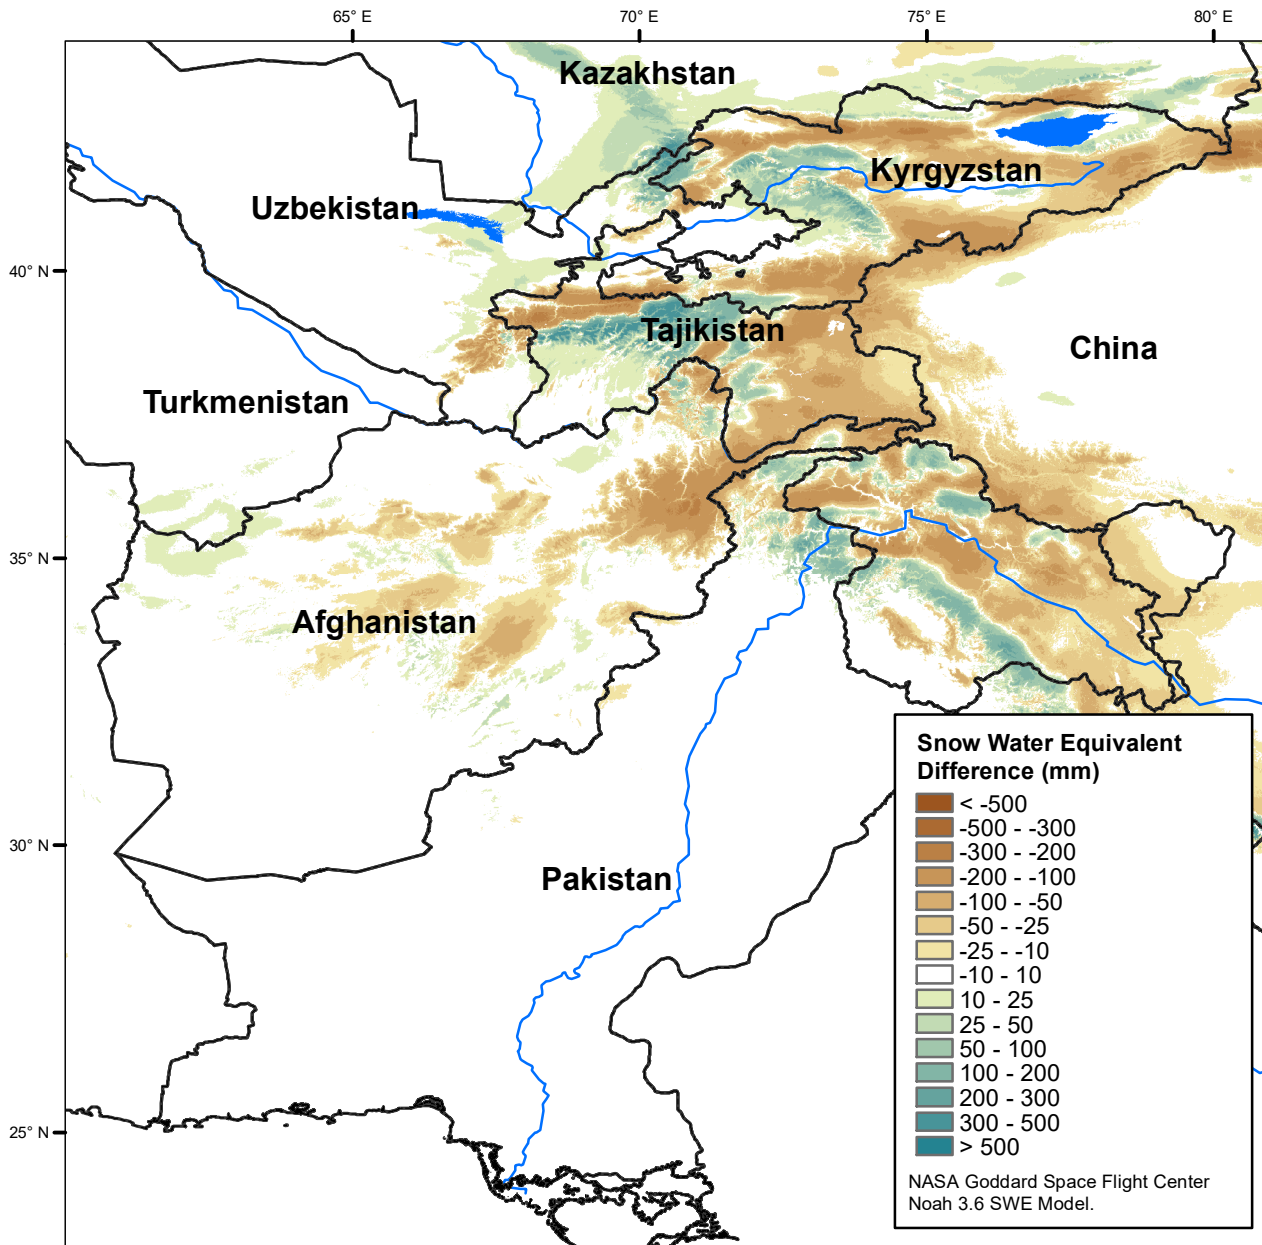 65° E
70° E
75° E
80° E
Kazakhstan
Kyrgyzstan
Uzbekistan
40° N
Tajikistan
China
Turkmenistan
35° N
Afghanistan
Snow Water Equivalent
Difference (mm)
< -500
-500 - -300
-300 - -200
-200 - -100
-100 - -50
-50 - -25
-25 - -10
-10 - 10
10 - 25
25 - 50
50 - 100
100 - 200
200 - 300
300 - 500
> 500
NASA Goddard Space Flight Center
Noah 3.6 SWE Model.
30° N
Pakistan
25° N